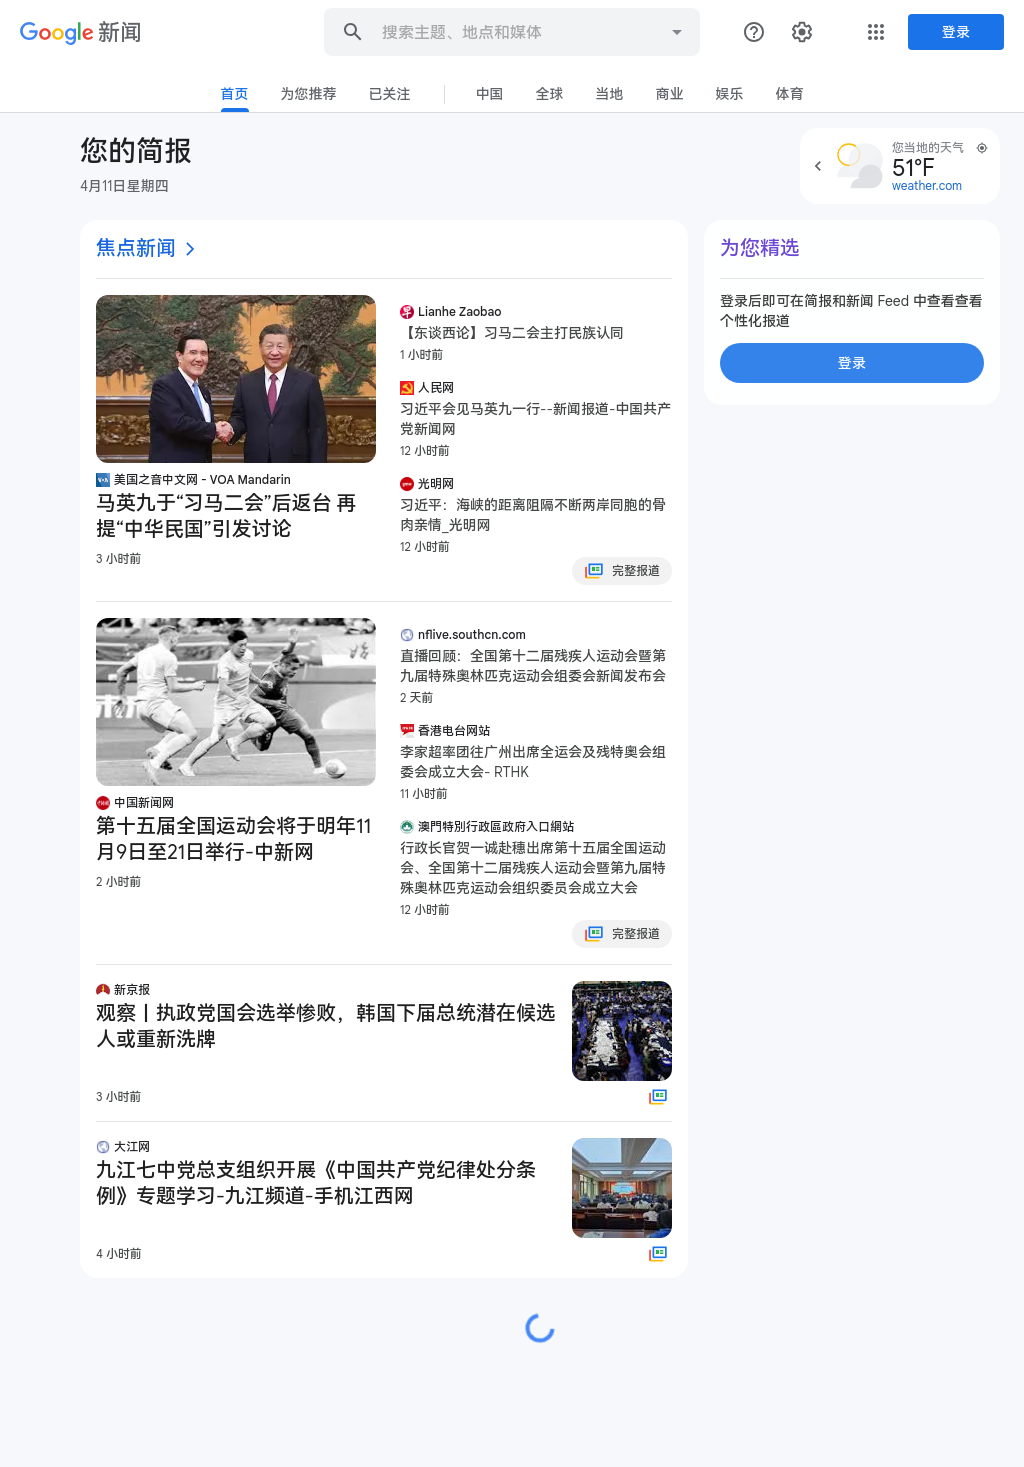 Google 新闻
搜索主题、地点和媒体
登录
首页
为您推荐
已关注
中国
全球
当地
商业
娱乐
体育
您的简报
4月11日星期四
您当地的天气
51°F
weather.com
焦点新闻
美国之音中文网 - VOA Mandarin
马英九于“习马二会”后返台 再
提“中华民国”引发讨论
3 小时前
Lianhe Zaobao
【东谈西论】习马二会主打民族认同
1 小时前
人民网
习近平会见马英九一行--新闻报道-中国共产
党新闻网
12 小时前
光明网
习近平：海峡的距离阻隔不断两岸同胞的骨
肉亲情_光明网
12 小时前
完整报道
中国新闻网
第十五届全国运动会将于明年11
月9日至21日举行-中新网
2 小时前
nflive.southcn.com
直播回顾：全国第十二届残疾人运动会暨第
九届特殊奥林匹克运动会组委会新闻发布会
2 天前
香港电台网站
李家超率团往广州出席全运会及残特奥会组
委会成立大会- RTHK
11 小时前
澳門特別行政區政府入口網站
行政长官贺一诚赴穗出席第十五届全国运动
会、全国第十二届残疾人运动会暨第九届特
殊奥林匹克运动会组织委员会成立大会
12 小时前
完整报道
新京报
观察丨执政党国会选举惨败，韩国下届总统潜在候选
人或重新洗牌
3 小时前
大江网
九江七中党总支组织开展《中国共产党纪律处分条
例》专题学习-九江频道-手机江西网
4 小时前
为您精选
登录后即可在简报和新闻 Feed 中查看查看
个性化报道
登录